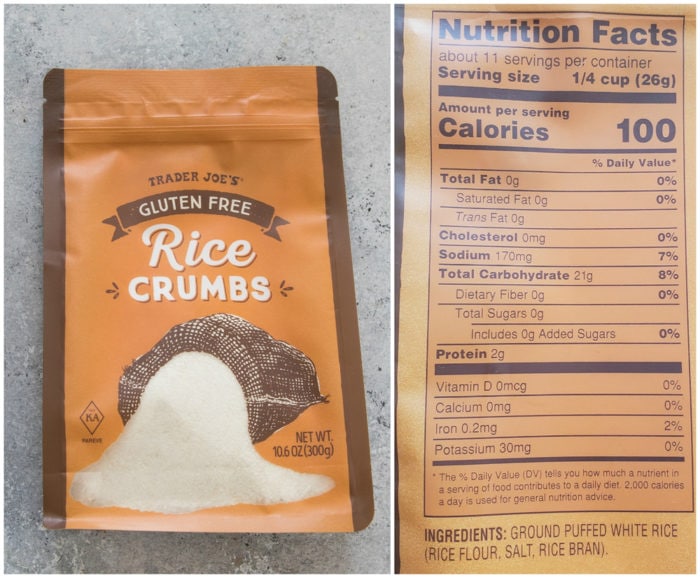 TRADER JOE'S®
GLUTEN FREE
Rice
CRUMBS
KA
PAREVE
NET WT.
10.6 OZ (300g)
Nutrition Facts
about 11 servings per container
Serving size 1/4 cup (26g)
Amount per serving
Calories 100
% Daily Value*
Total Fat 0g 0%
Saturated Fat 0g 0%
Trans Fat 0g
Cholesterol 0mg 0%
Sodium 170mg 7%
Total Carbohydrate 21g 8%
Dietary Fiber 0g 0%
Total Sugars 0g
Includes 0g Added Sugars 0%
Protein 2g
Vitamin D 0mcg 0%
Calcium 0mg 0%
Iron 0.2mg 2%
Potassium 30mg 0%
* The % Daily Value (DV) tells you how much a nutrient in
a serving of food contributes to a daily diet. 2,000 calories
a day is used for general nutrition advice.
INGREDIENTS: GROUND PUFFED WHITE RICE
(RICE FLOUR, SALT, RICE BRAN).